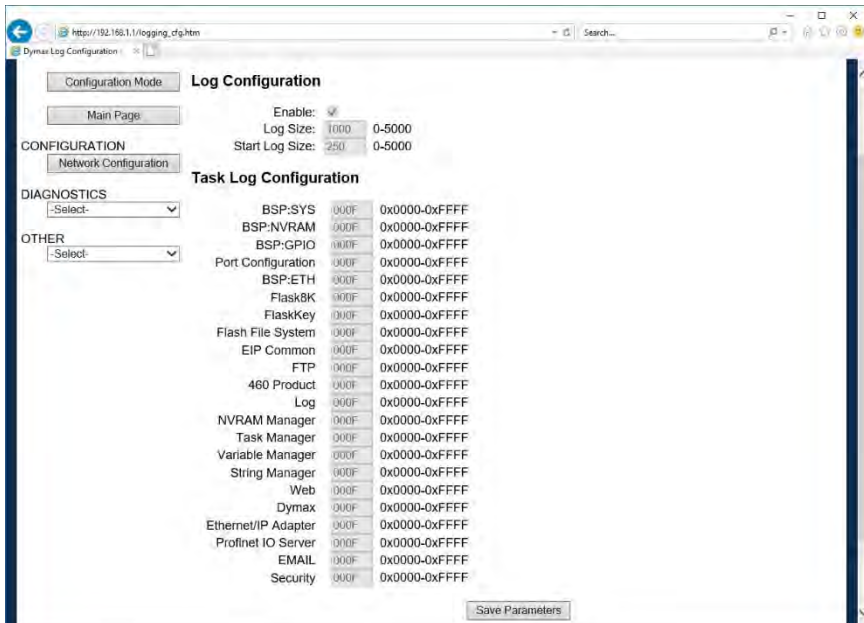 http://192.168.1.1/logging_cfg.htm
Search...
Dymax Log Configuration
Configuration Mode
Main Page
CONFIGURATION
Network Configuration
DIAGNOSTICS
-Select-
OTHER
-Select-
Log Configuration
Enable:
Log Size: 1000 0-5000
Start Log Size: 250 0-5000
Task Log Configuration
BSP:SYS 000F 0x0000-0xFFFF
BSP:NVRAM 000F 0x0000-0xFFFF
BSP:GPIO 000F 0x0000-0xFFFF
Port Configuration 000F 0x0000-0xFFFF
BSP:ETH 000F 0x0000-0xFFFF
Flask8K 000F 0x0000-0xFFFF
FlaskKey 000F 0x0000-0xFFFF
Flash File System 000F 0x0000-0xFFFF
EIP Common 000F 0x0000-0xFFFF
FTP 000F 0x0000-0xFFFF
460 Product 000F 0x0000-0xFFFF
Log 000F 0x0000-0xFFFF
NVRAM Manager 000F 0x0000-0xFFFF
Task Manager 000F 0x0000-0xFFFF
Variable Manager 000F 0x0000-0xFFFF
String Manager 000F 0x0000-0xFFFF
Web 000F 0x0000-0xFFFF
Dymax 000F 0x0000-0xFFFF
Ethernet/IP Adapter 000F 0x0000-0xFFFF
Profinet IO Server 000F 0x0000-0xFFFF
EMAIL 000F 0x0000-0xFFFF
Security 000F 0x0000-0xFFFF
Save Parameters